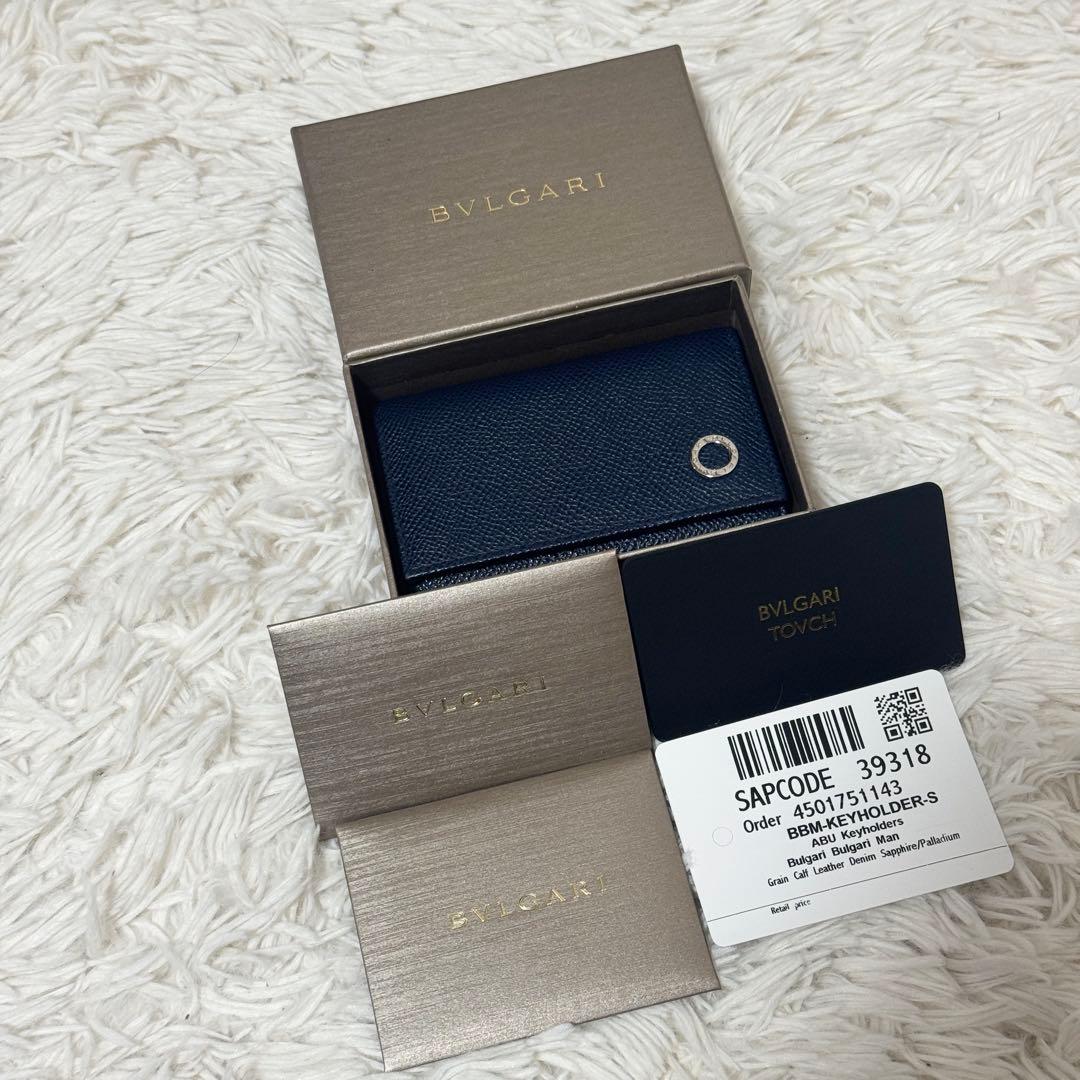 BVLGARI
BVLGARI
TOVCH
BVLGARI
SAPCODE 39318
Order 4501751143
BBM-KEYHOLDER-S
ABU Keyholders
Bulgari Bulgari Man
Grain Calf Leather Denim Sapphire/Palladium
Retail price
BVLGARI